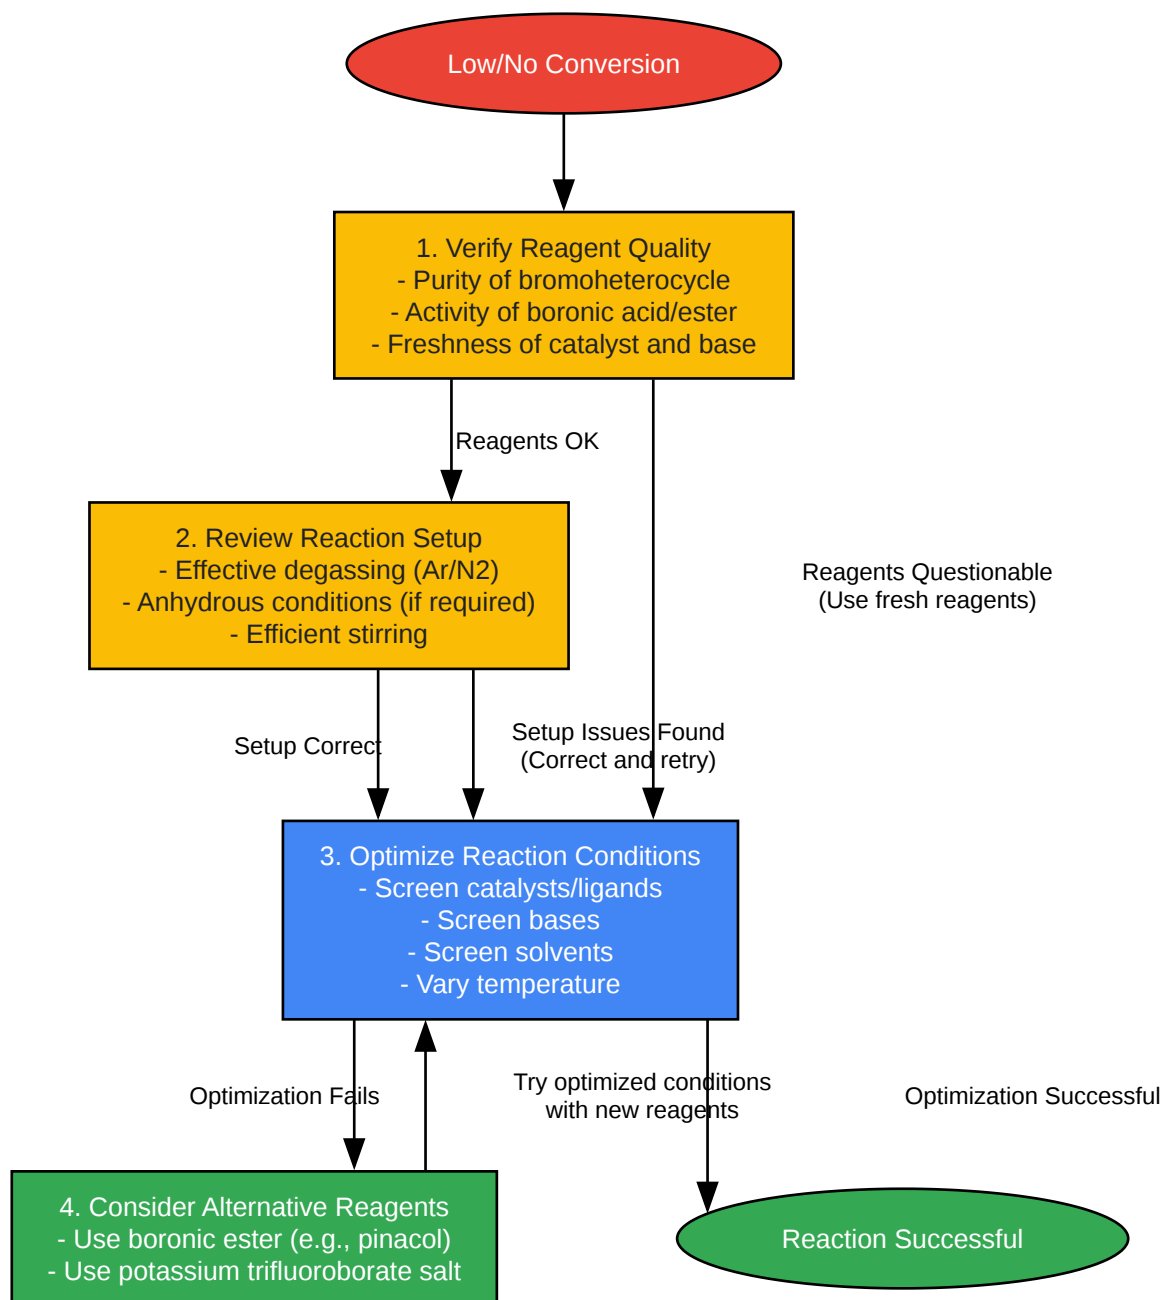 Low/No Conversion
1. Verify Reagent Quality
- Purity of bromoheterocycle
- Activity of boronic acid/ester
- Freshness of catalyst and base
Reagents OK
2. Review Reaction Setup
- Effective degassing (Ar/N2)
- Anhydrous conditions (if required)
- Efficient stirring
Reagents Questionable
(Use fresh reagents)
Setup Correct
Setup Issues Found
(Correct and retry)
3. Optimize Reaction Conditions
- Screen catalysts/ligands
- Screen bases
- Screen solvents
- Vary temperature
Optimization Fails
Try optimized conditions
with new reagents
Optimization Successful
4. Consider Alternative Reagents
- Use boronic ester (e.g., pinacol)
- Use potassium trifluoroborate salt
Reaction Successful